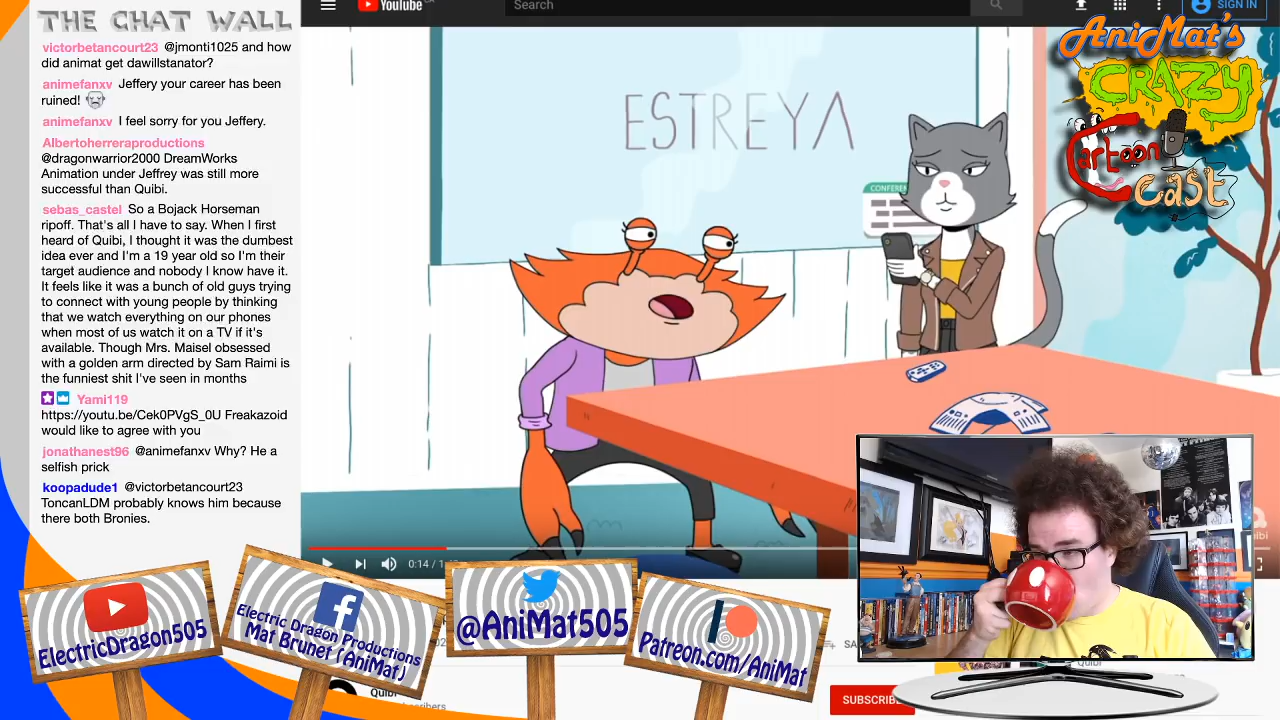 THE CHAT WALL
victorbetancourt23 @jmonti1025 and how
did animat get dawillstanator?
animefanxv Jeffery your career has been
ruined!
animefanxv I feel sorry for you Jeffery.
Albertoherreraproductions
@dragonwarrior2000 DreamWorks
Animation under Jeffrey was still more
successful than Quibi.
sebas_castel So a Bojack Horseman
ripoff. That's all I have to say. When I first
heard of Quibi, I thought it was the dumbest
idea ever and I'm a 19 year old so I'm their
target audience and nobody I know have it.
It feels like it was a bunch of old guys trying
to connect with young people by thinking
that we watch everything on our phones
when most of us watch it on a TV if it's
available. Though Mrs. Maisel obsessed
with a golden arm directed by Sam Raimi is
the funniest shit I've seen in months
Yami119
https://youtu.be/Cek0PVgS_0U Freakazoid
would like to agree with you
jonathanest96 @animefanxv Why? He a
selfish prick
koopadude1 @victorbetancourt23
ToncanLDM probably knows him because
there both Bronies.
YouTube
Search
SIGN IN
ESTREYA
AniMat's
CRAZY
Cartoon
Cast
0:14
ElectricDragon505
Electric Dragon Productions
Mat Brunet (AniMat)
@AniMat505
Patreon.com/AniMat
Quibi
SUBSCRIBE
Quibi